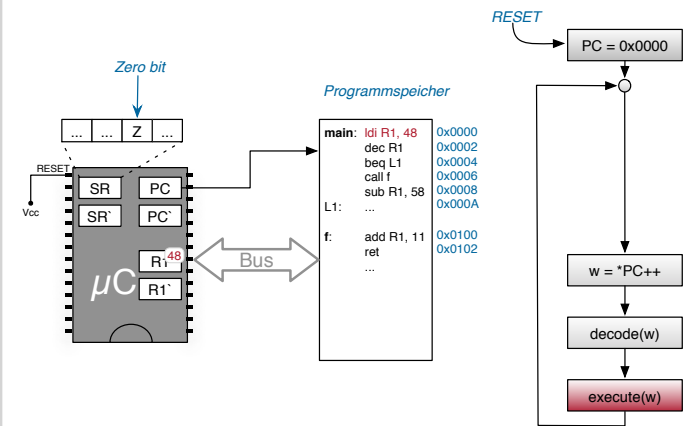 RESET
PC = 0x0000
Zero bit
Programmspeicher
... ... Z ...
main: ldi R1, 48 0x0000
dec R1 0x0002
beq L1 0x0004
call f 0x0006
sub R1, 58 0x0008
L1: ... 0x000A
f: add R1, 11 0x0100
ret 0x0102
...
RESET
Vcc
SR PC
SR` PC`
R1 48
R1`
µC
Bus
w = *PC++
decode(w)
execute(w)